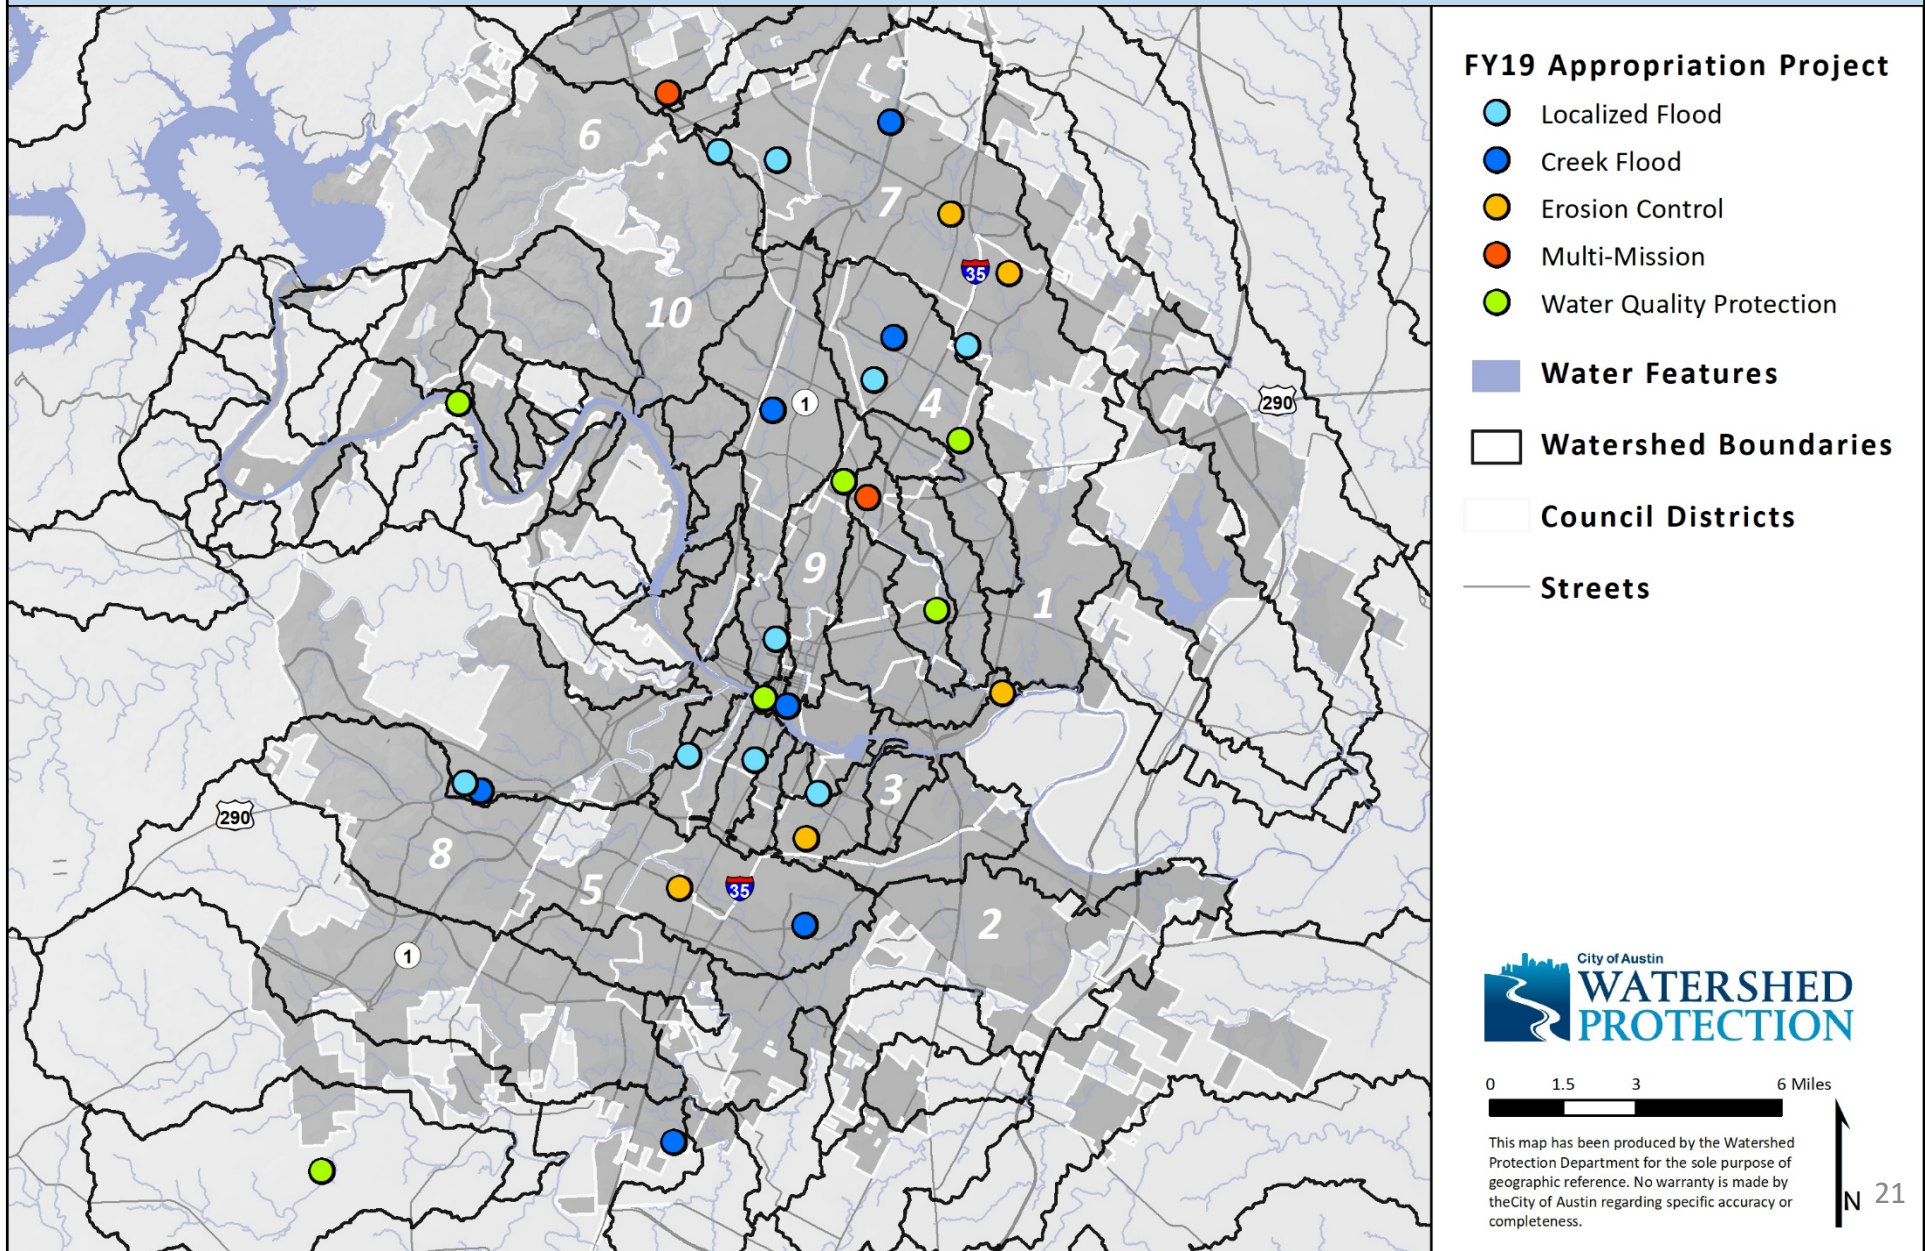 6
7
35
10
290
1
4
9
1
3
290
8
5
35
2
1
FY19 Appropriation Project
Localized Flood
Creek Flood
Erosion Control
Multi-Mission
Water Quality Protection
Water Features
Watershed Boundaries
Council Districts
Streets
City of Austin
WATERSHED
PROTECTION
0 1.5 3 6 Miles
This map has been produced by the Watershed
Protection Department for the sole purpose of
geographic reference. No warranty is made by
theCity of Austin regarding specific accuracy or
completeness.
N
21